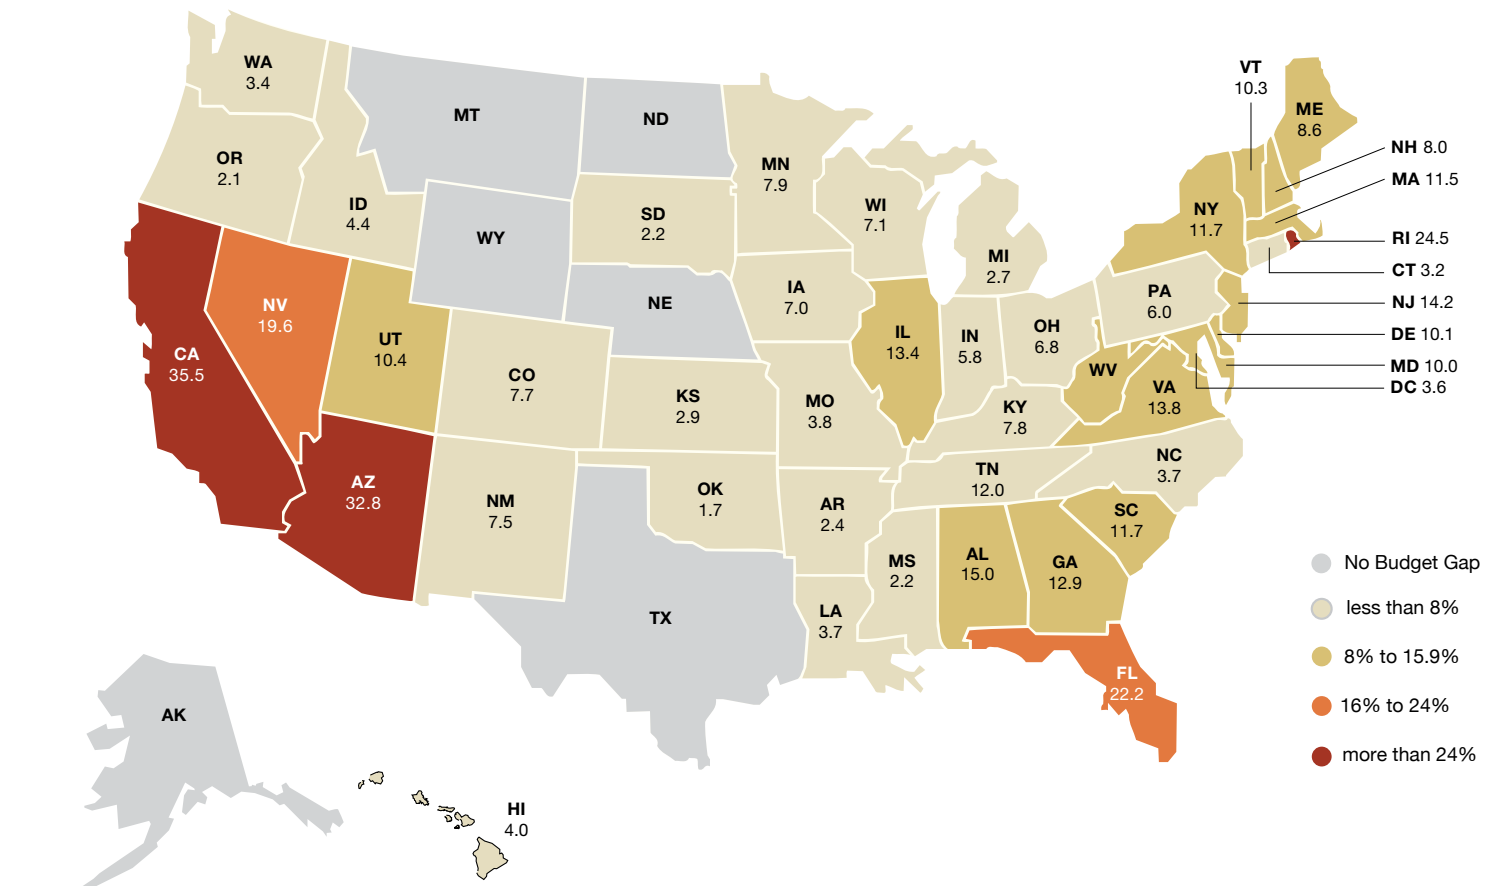 WA
3.4
OR
2.1
ID
4.4
MT
ND
MN
7.9
WI
7.1
SD
2.2
WY
NE
IA
7.0
MI
2.7
VT
10.3
ME
8.6
NH 8.0
MA 11.5
NY
11.7
RI 24.5
CT 3.2
NJ 14.2
DE 10.1
MD 10.0
DC 3.6
PA
6.0
OH
6.8
IN
5.8
IL
13.4
NV
19.6
UT
10.4
CA
35.5
CO
7.7
KS
2.9
MO
3.8
KY
7.8
WV
VA
13.8
NC
3.7
TN
12.0
AZ
32.8
NM
7.5
OK
1.7
AR
2.4
SC
11.7
MS
2.2
AL
15.0
GA
12.9
TX
LA
3.7
FL
22.2
AK
HI
4.0
No Budget Gap
less than 8%
8% to 15.9%
16% to 24%
more than 24%